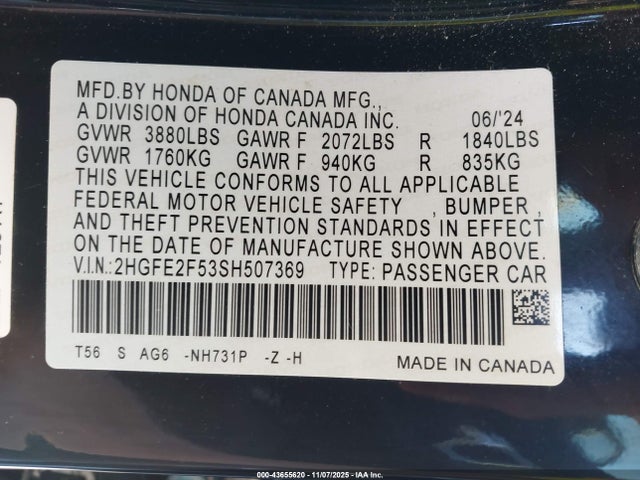 MFD.BY HONDA OF CANADA MFG.,
A DIVISION OF HONDA CANADA INC. 06/'24
GVWR 3880LBS GAWR F 2072LBS R 1840LBS
GVWR 1760KG GAWR F 940KG R 835KG
THIS VEHICLE CONFORMS TO ALL APPLICABLE
FEDERAL MOTOR VEHICLE SAFETY , BUMPER ,
AND THEFT PREVENTION STANDARDS IN EFFECT
ON THE DATE OF MANUFACTURE SHOWN ABOVE.
V.I.N.:2HGFE2F53SH507369 TYPE: PASSENGER CAR
T56 S AG6 -NH731P -Z -H MADE IN CANADA
000-43655620 - 11/07/2025 - IAA Inc.